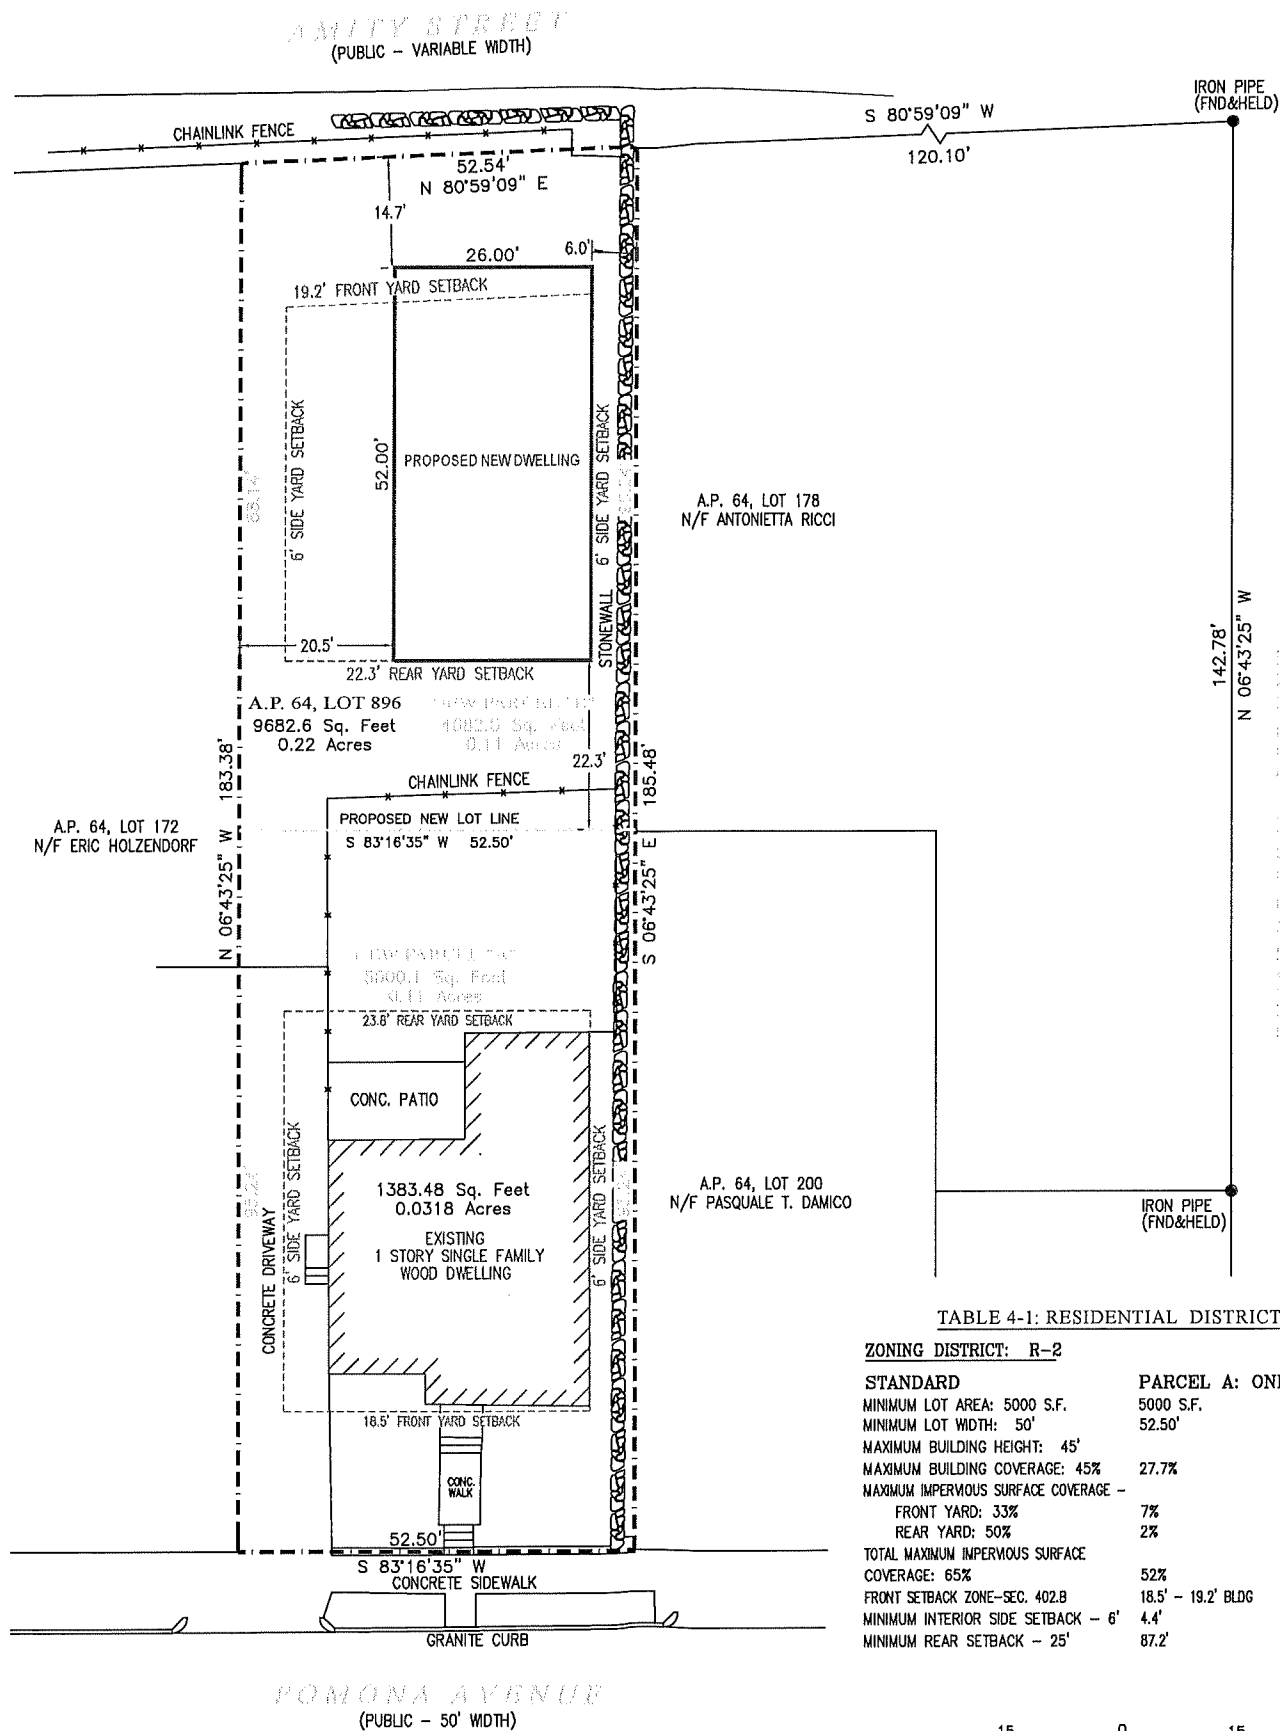 AMITY STREET
(PUBLIC - VARIABLE WIDTH)
IRON PIPE
(FND&HELD)
S 80°59'09" W
120.10'
CHAINLINK FENCE
52.54'
N 80°59'09" E
14.7'
26.00'
6.0'
19.2' FRONT YARD SETBACK
6' SIDE YARD SETBACK
52.00'
PROPOSED NEW DWELLING
6' SIDE YARD SETBACK
STONEWALL
A.P. 64, LOT 178
N/F ANTONIETTA RICCI
142.78'
N 06°43'25" W
20.5'
22.3' REAR YARD SETBACK
A.P. 64, LOT 896
9682.6 Sq. Feet
0.22 Acres
NEW PARCEL
Sq. Feet
0.11 Acres
22.3'
CHAINLINK FENCE
N 06°43'25" W 183.38'
S 06°43'25" E 185.48'
PROPOSED NEW LOT LINE
S 83°16'35" W 52.50'
A.P. 64, LOT 172
N/F ERIC HOLZENDORF
NEW PARCEL
5000.1 Sq. Feet
0.11 Acres
23.8' REAR YARD SETBACK
CONC. PATIO
6' SIDE YARD SETBACK
CONCRETE DRIVEWAY
1383.48 Sq. Feet
0.0318 Acres
EXISTING
1 STORY SINGLE FAMILY
WOOD DWELLING
6' SIDE YARD SETBACK
A.P. 64, LOT 200
N/F PASQUALE T. DAMICO
IRON PIPE
(FND&HELD)
18.5' FRONT YARD SETBACK
CONC.
WALK
52.50'
S 83°16'35" W
CONCRETE SIDEWALK
GRANITE CURB
POMONA AVENUE
(PUBLIC - 50' WIDTH)
TABLE 4-1: RESIDENTIAL DISTRICT
ZONING DISTRICT: R-2
STANDARD PARCEL A:
MINIMUM LOT AREA: 5000 S.F. 5000 S.F.
MINIMUM LOT WIDTH: 50' 52.50'
MAXIMUM BUILDING HEIGHT: 45'
MAXIMUM BUILDING COVERAGE: 45% 27.7%
MAXIMUM IMPERVIOUS SURFACE COVERAGE -
FRONT YARD: 33% 7%
REAR YARD: 50% 2%
TOTAL MAXIMUM IMPERVIOUS SURFACE
COVERAGE: 65% 52%
FRONT SETBACK ZONE-SEC. 402.B 18.5' - 19.2' BLDG
MINIMUM INTERIOR SIDE SETBACK - 6' 4.4'
MINIMUM REAR SETBACK - 25' 87.2'
15 0 15